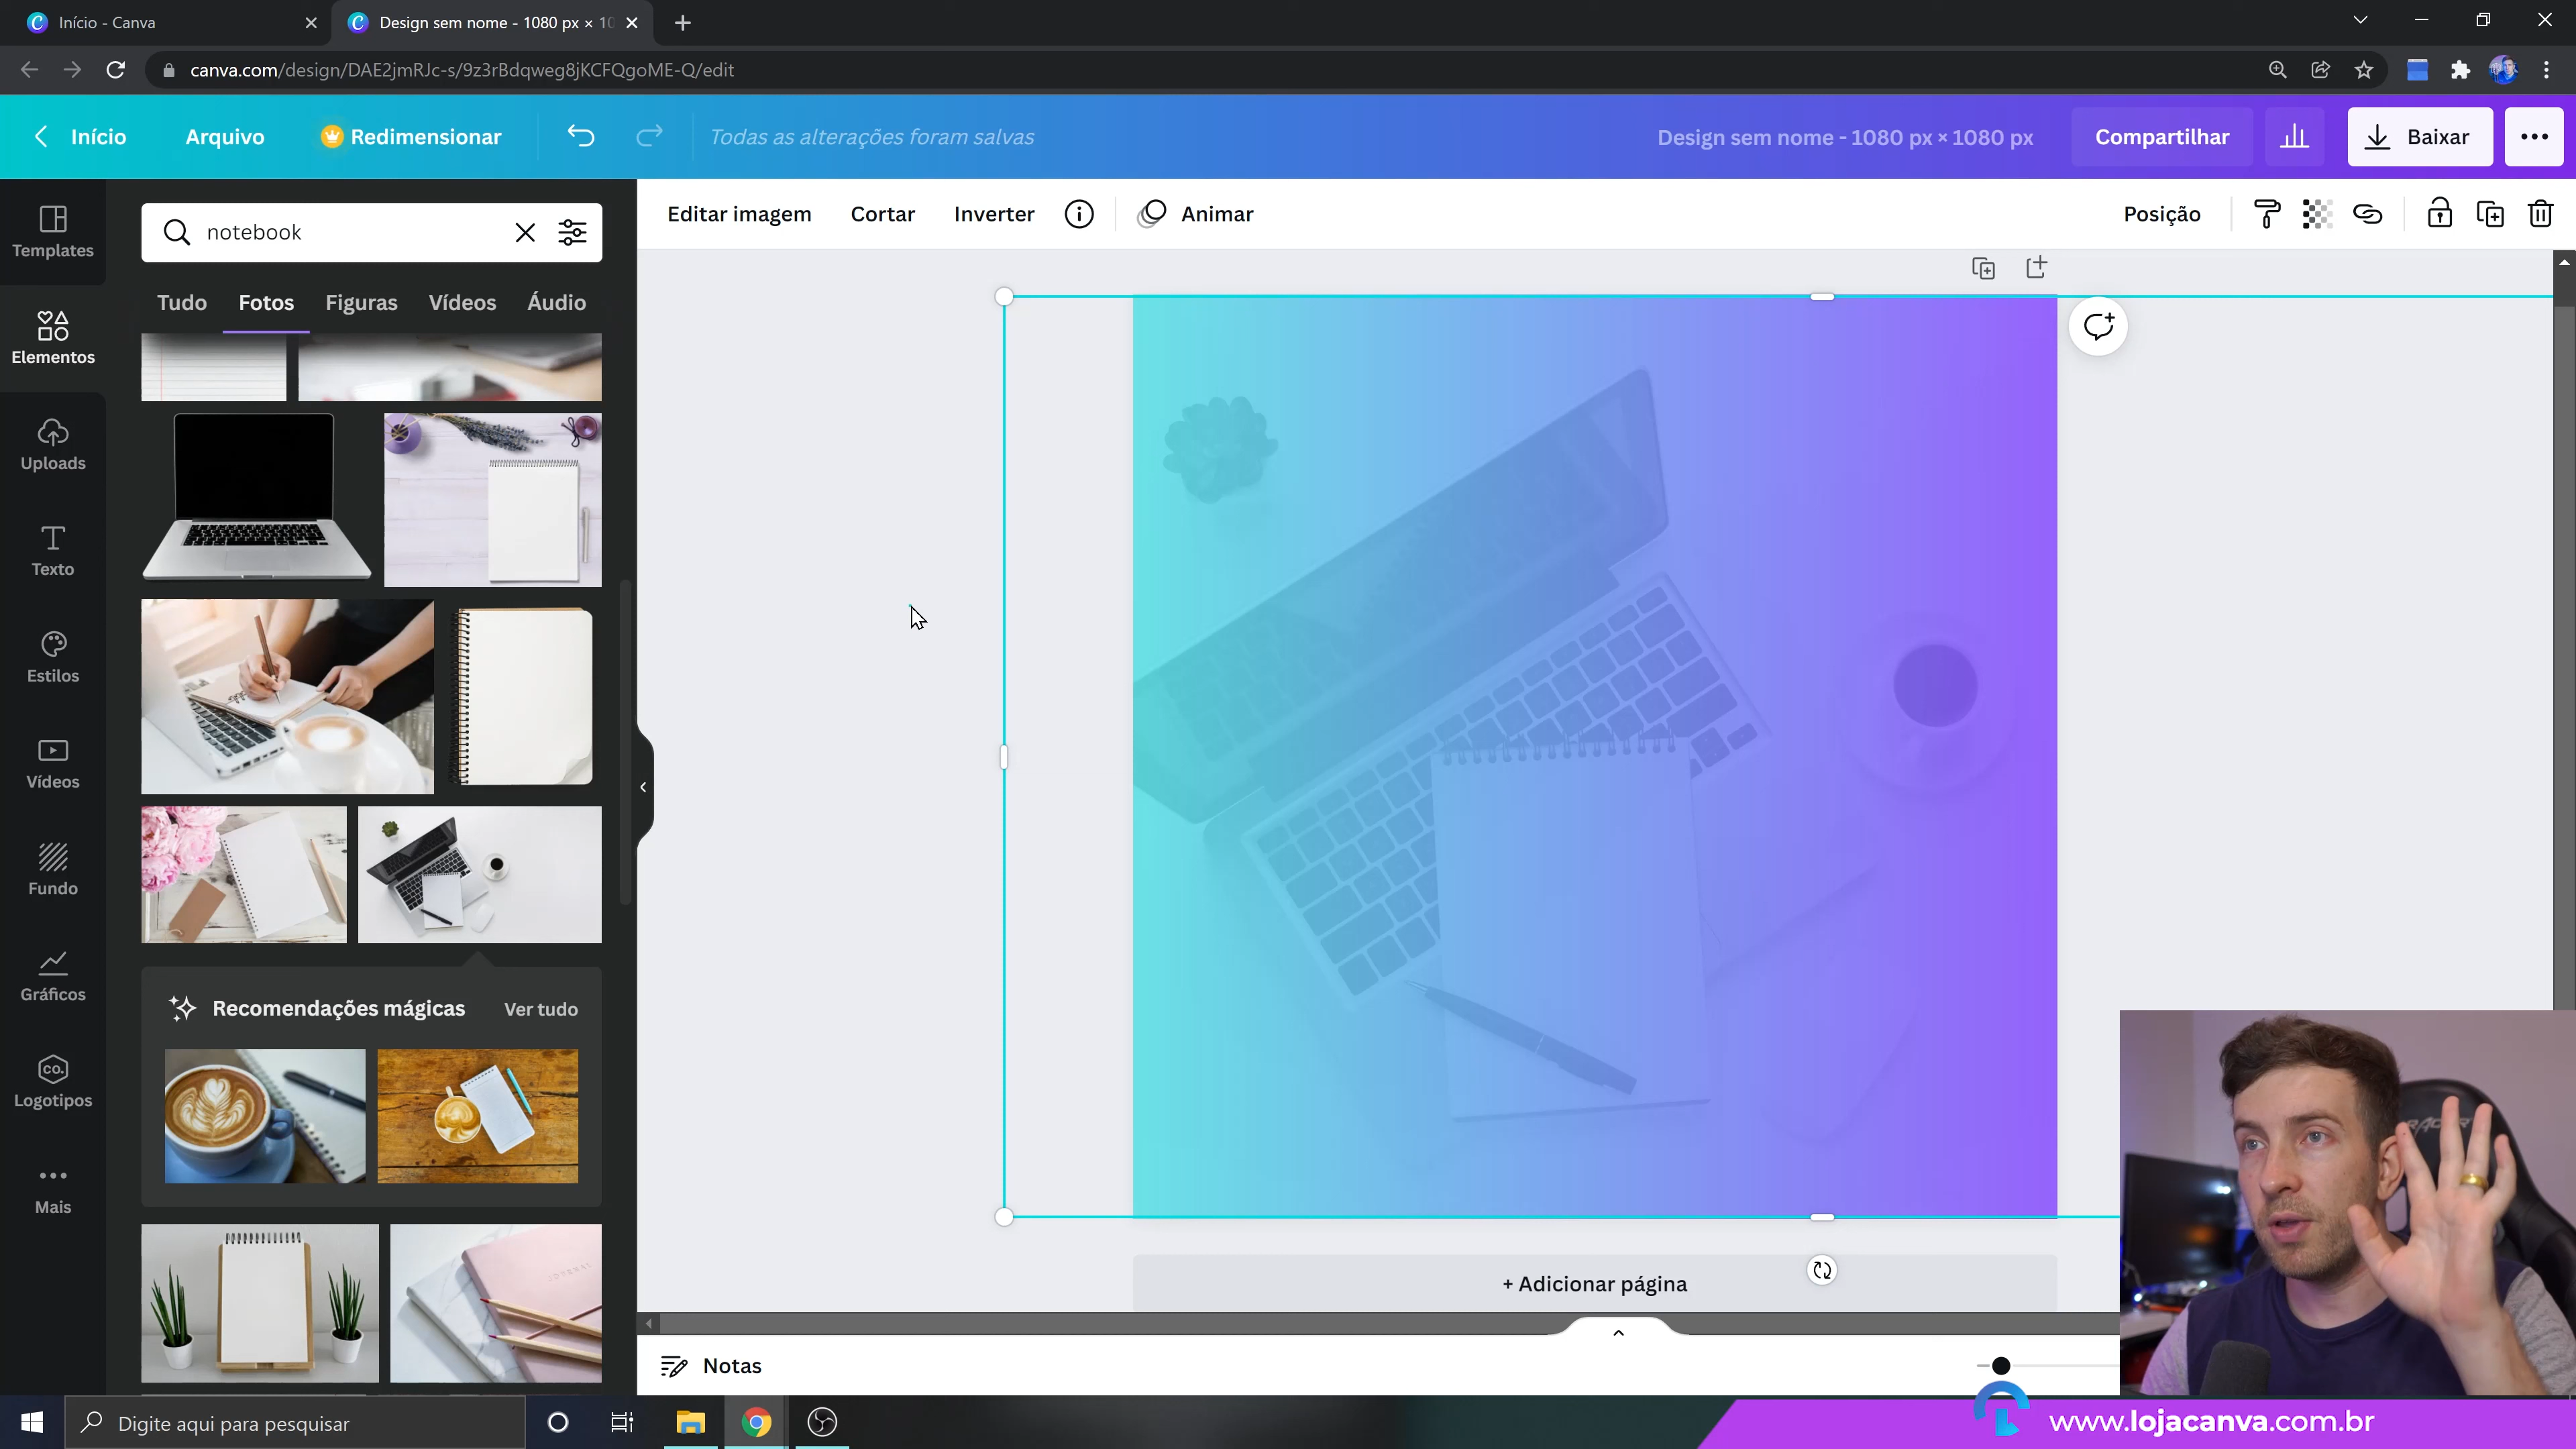 Início - Canva
Design sem nome - 1080 px × 10
canva.com/design/DAE2jmRJc-s/9z3rBdqweg8jKCFQgoME-Q/edit
Início
Arquivo
Redimensionar
Todas as alterações foram salvas
Design sem nome - 1080 px × 1080 px
Compartilhar
Baixar
Templates
Elementos
Uploads
Texto
Estilos
Vídeos
Fundo
Gráficos
CO.
Logotipos
Mais
notebook
Tudo
Fotos
Figuras
Vídeos
Áudio
Editar imagem
Cortar
Inverter
Animar
Posição
Recomendações mágicas
Ver tudo
JOURNAL
+ Adicionar página
Notas
Digite aqui para pesquisar
www.lojacanva.com.br